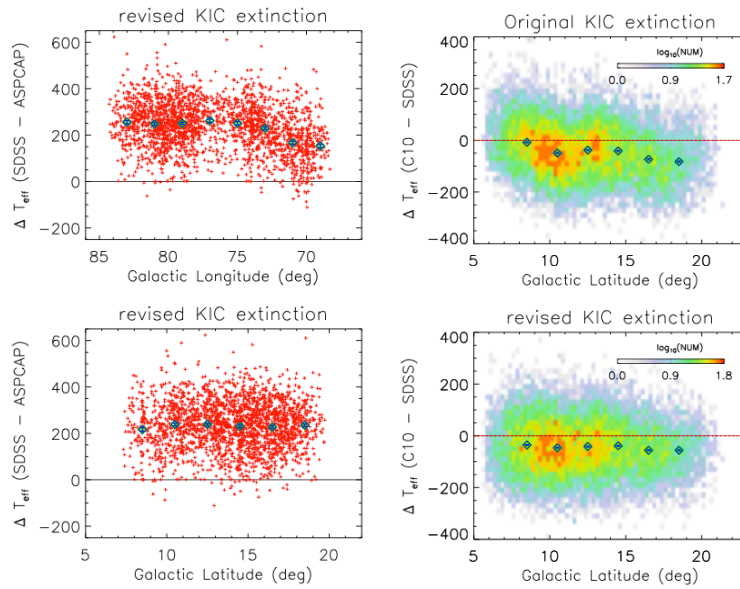 revised KIC extinction
Δ Teff (SDSS − ASPCAP)
600
400
200
0
−200
85 80 75 70
Galactic Longitude (deg)
Original KIC extinction
Δ Teff (C10 − SDSS)
log10(NUM)
0.0 0.9 1.7
400
200
0
−200
−400
5 10 15 20
Galactic Latitude (deg)
revised KIC extinction
Δ Teff (SDSS − ASPCAP)
600
400
200
0
−200
5 10 15 20
Galactic Latitude (deg)
revised KIC extinction
Δ Teff (C10 − SDSS)
log10(NUM)
0.0 0.9 1.8
400
200
0
−200
−400
5 10 15 20
Galactic Latitude (deg)